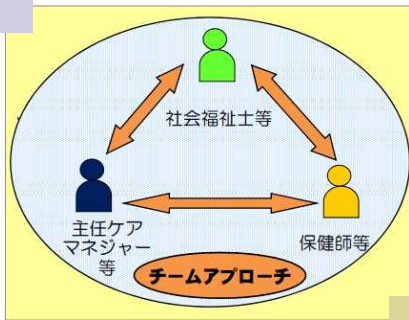 社会福祉士等
主任ケア
マネジャー
等
保健師等
チームアプローチ